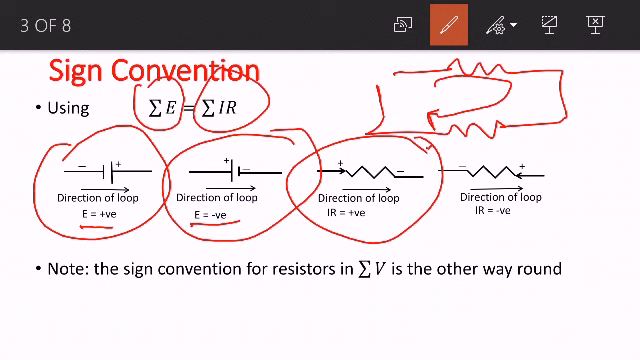 3 OF 8
Sign Convention
• Using ∑ E = ∑ IR
− + + − + − − +
Direction of loop Direction of loop Direction of loop Direction of loop
E = +ve E = -ve IR = +ve IR = -ve
• Note: the sign convention for resistors in ∑ V is the other way round